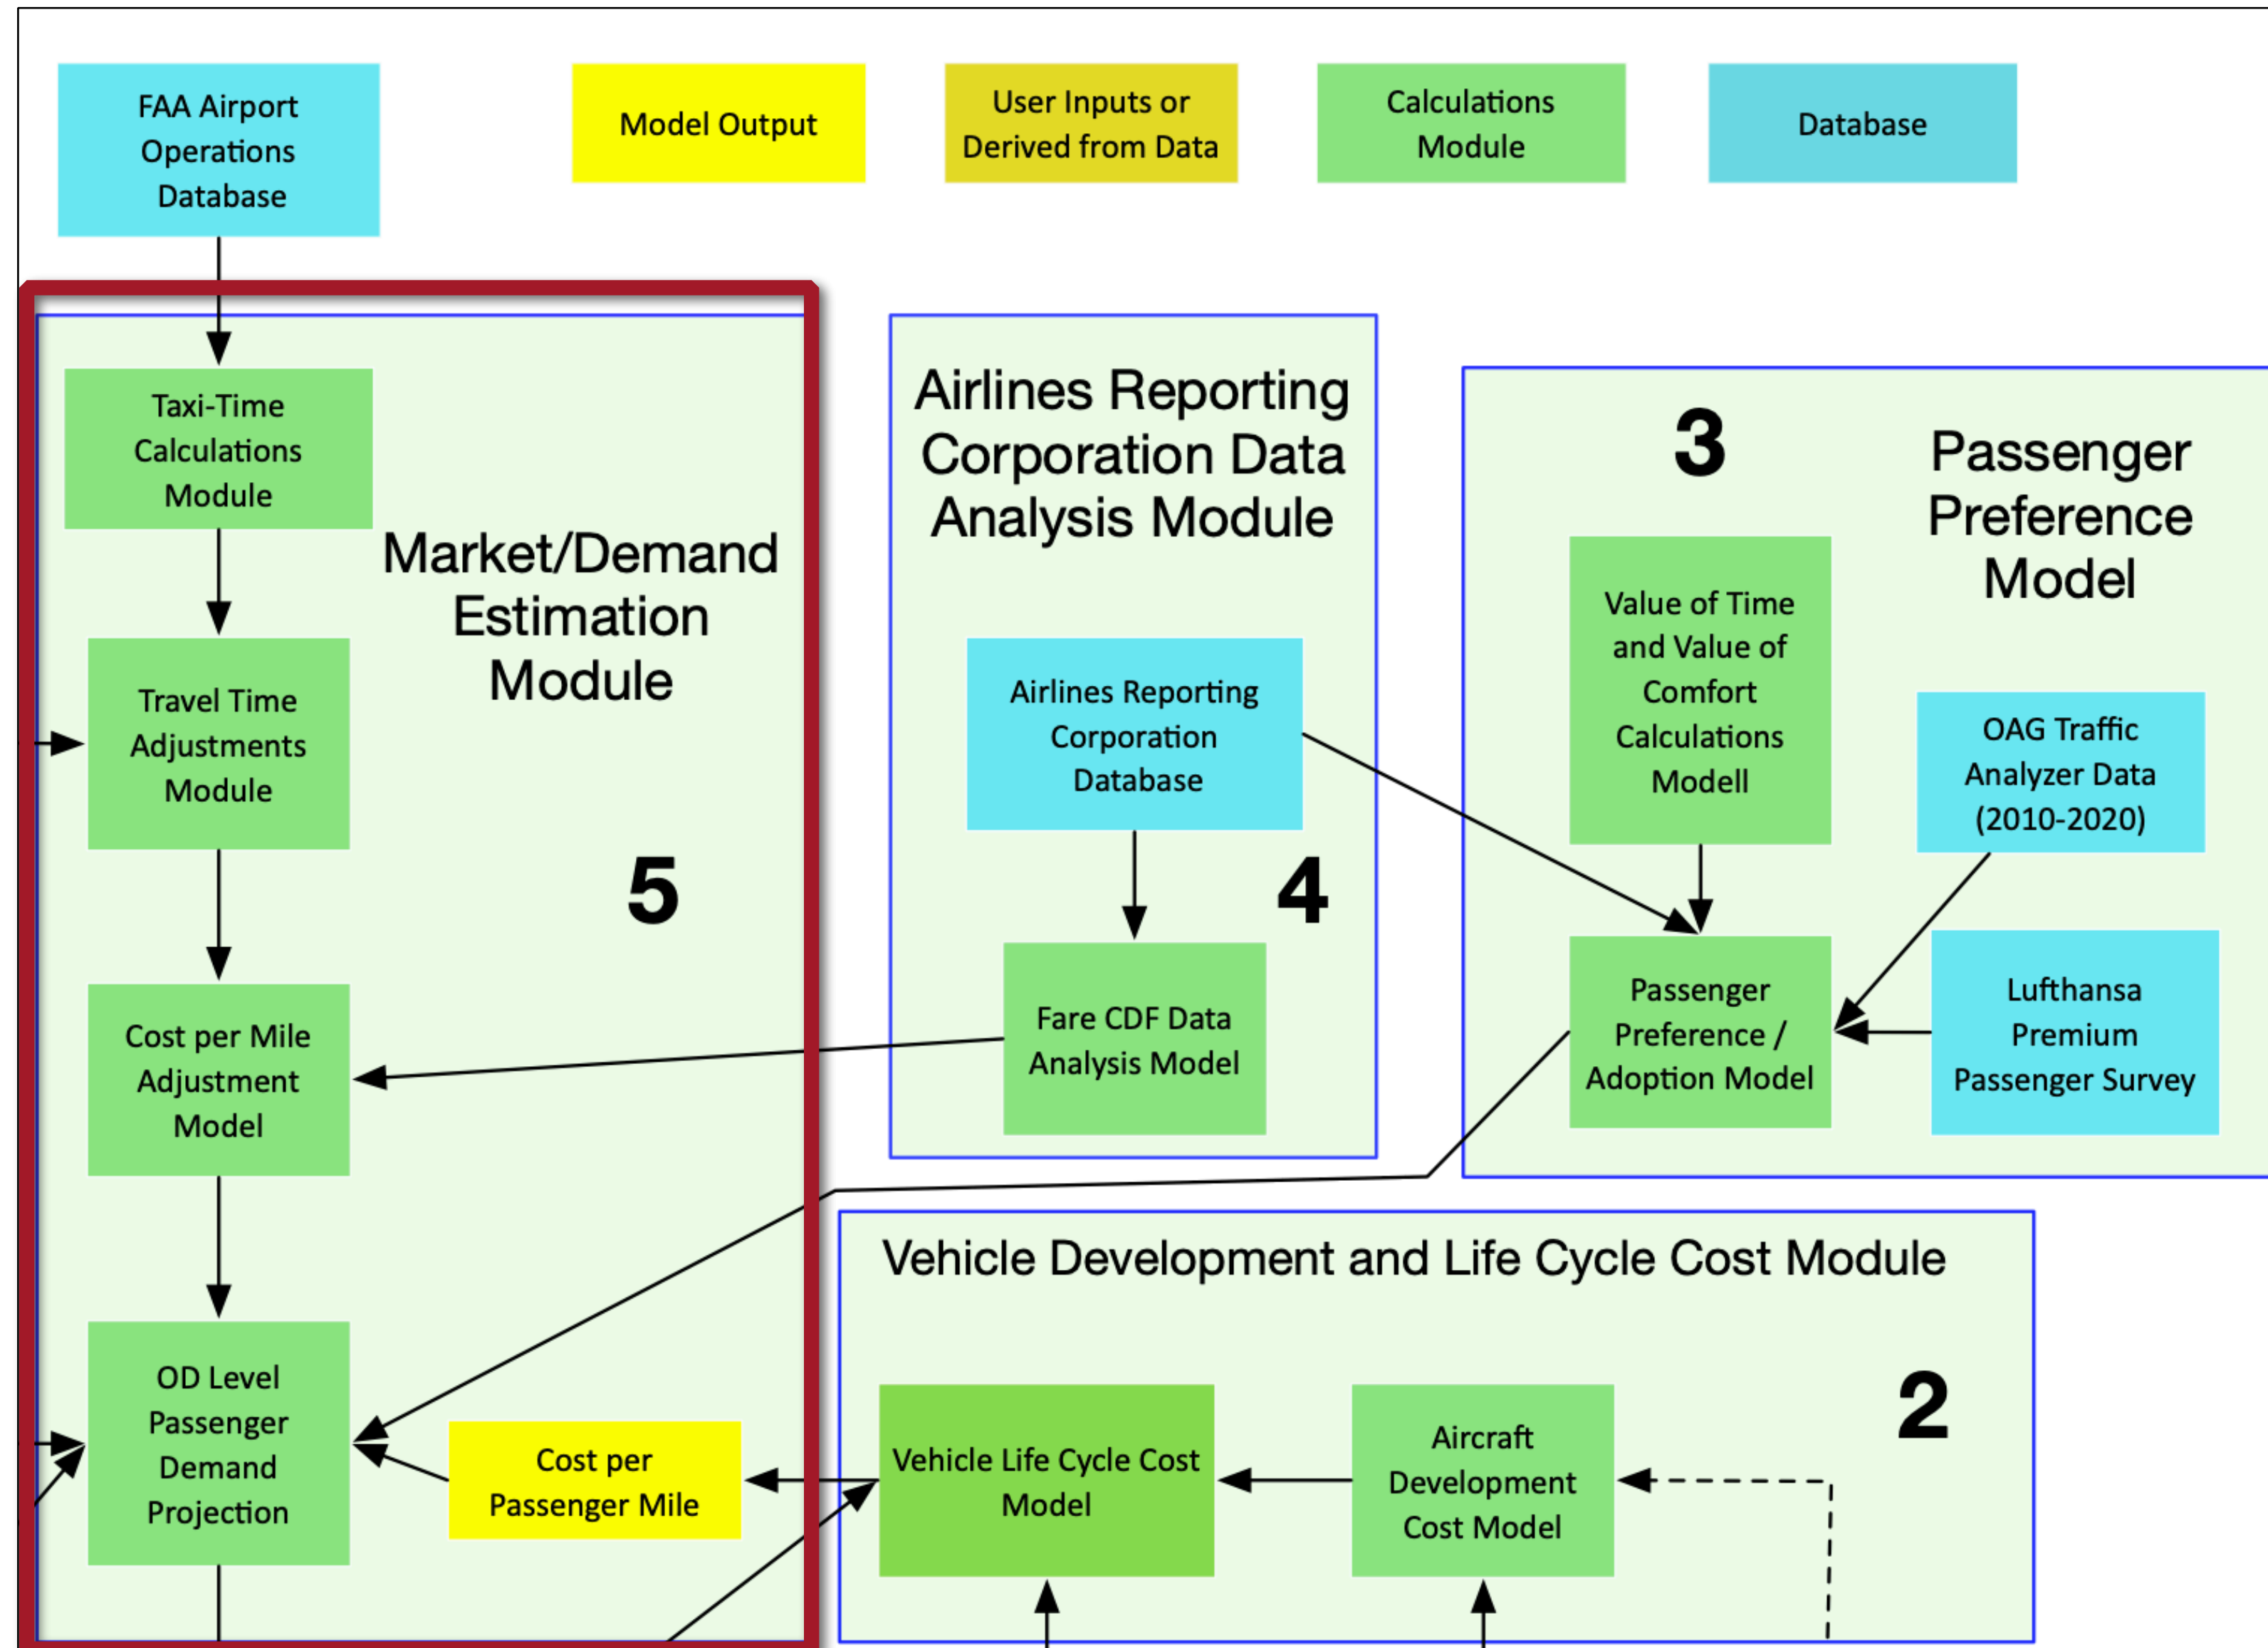 FAA Airport
Operations
Database
Model Output
User Inputs or
Derived from Data
Calculations
Module
Database
Taxi-Time
Calculations
Module
Market/Demand
Estimation
Module
Travel Time
Adjustments
Module
5
Cost per Mile
Adjustment
Model
OD Level
Passenger
Demand
Projection
Cost per
Passenger Mile
Airlines Reporting
Corporation Data
Analysis Module
Airlines Reporting
Corporation
Database
4
Fare CDF Data
Analysis Model
3
Passenger
Preference
Model
Value of Time
and Value of
Comfort
Calculations
Modell
OAG Traffic
Analyzer Data
(2010-2020)
Passenger
Preference /
Adoption Model
Lufthansa
Premium
Passenger Survey
Vehicle Development and Life Cycle Cost Module
2
Vehicle Life Cycle Cost
Model
Aircraft
Development
Cost Model